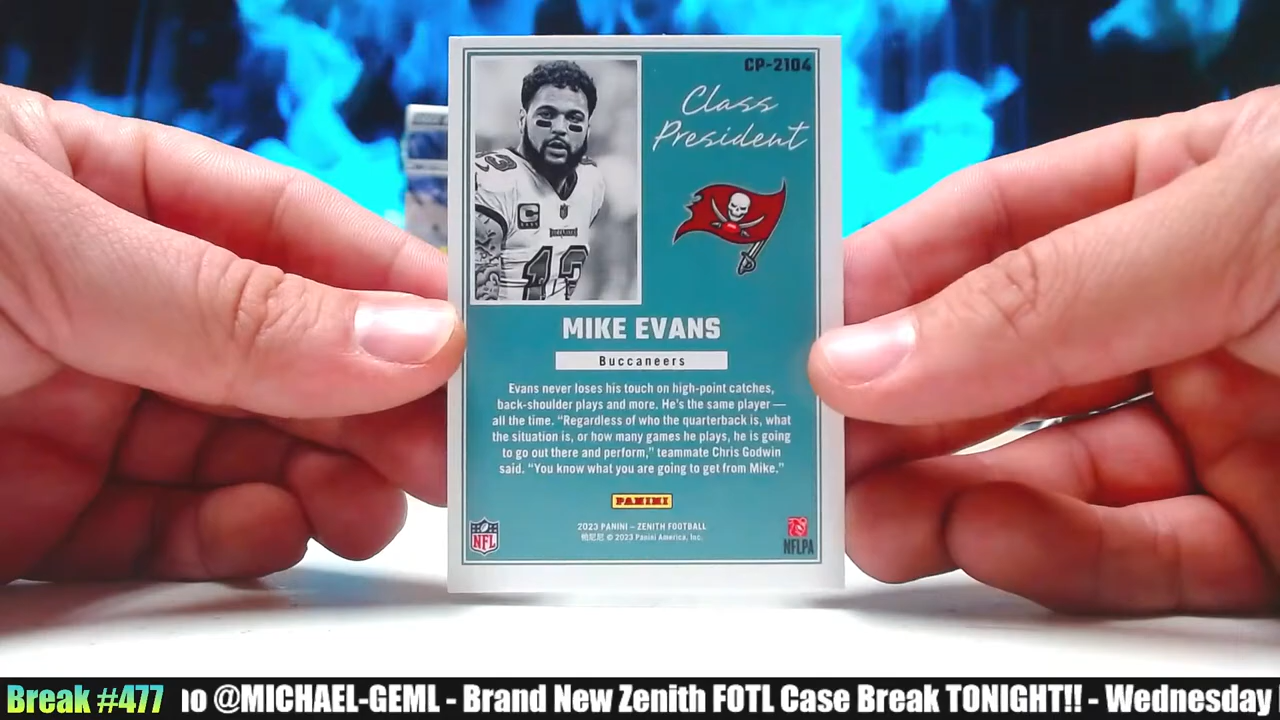 CP-2104
Class
President
C
13
MIKE EVANS
Buccaneers
Evans never loses his touch on high-point catches,
back-shoulder plays and more. He's the same player —
all the time. “Regardless of who the quarterback is, what
the situation is, or how many games he plays, he is going
to go out there and perform,” teammate Chris Godwin
said. “You know what you are going to get from Mike.”
PANINI
2023 PANINI – ZENITH FOOTBALL
帕尼尼 © 2023 Panini America, Inc.
NFL
NFLPA
Break #477 @MICHAEL-GEML - Brand New Zenith FOTL Case Break TONIGHT!! - Wednesday